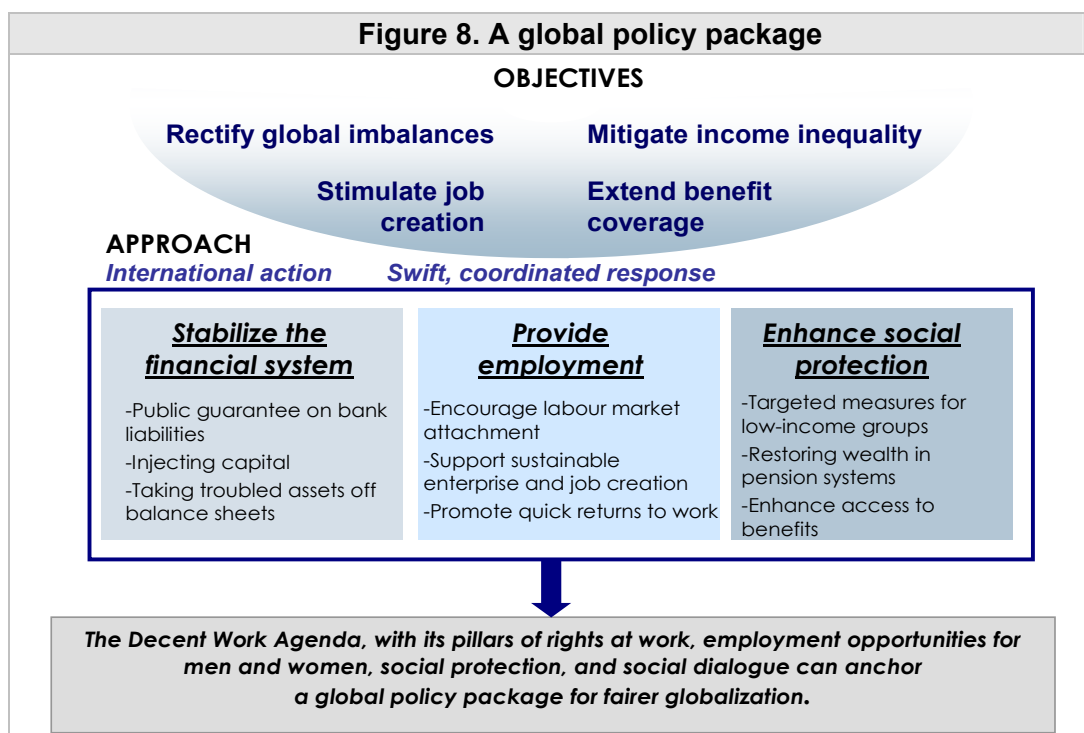 Figure 8. A global policy package
OBJECTIVES
Rectify global imbalances
Mitigate income inequality
Stimulate job
creation
Extend benefit
coverage
APPROACH
International action
Swift, coordinated response
Stabilize the
financial system
-Public guarantee on bank
liabilities
-Injecting capital
-Taking troubled assets off
balance sheets
Provide
employment
-Encourage labour market
attachment
-Support sustainable
enterprise and job creation
-Promote quick returns to work
Enhance social
protection
-Targeted measures for
low-income groups
-Restoring wealth in
pension systems
-Enhance access to
benefits
The Decent Work Agenda, with its pillars of rights at work, employment opportunities for
men and women, social protection, and social dialogue can anchor
a global policy package for fairer globalization.